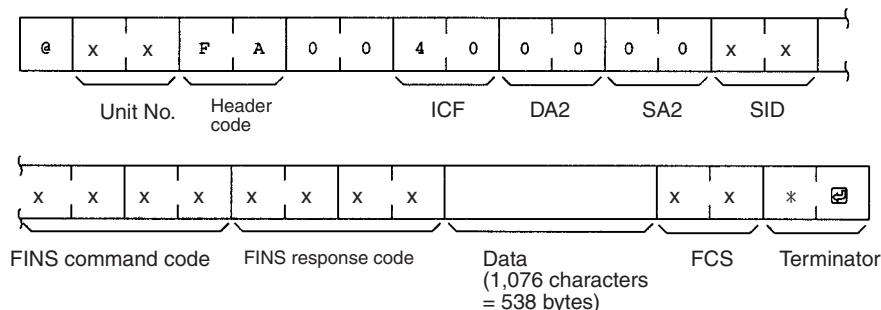 @ x x F A 0 0 4 0 0 0 0 0 x x
Unit No. Header code ICF DA2 SA2 SID
x x x x x x x x x x * ↵
FINS command code FINS response code Data (1,076 characters = 538 bytes) FCS Terminator